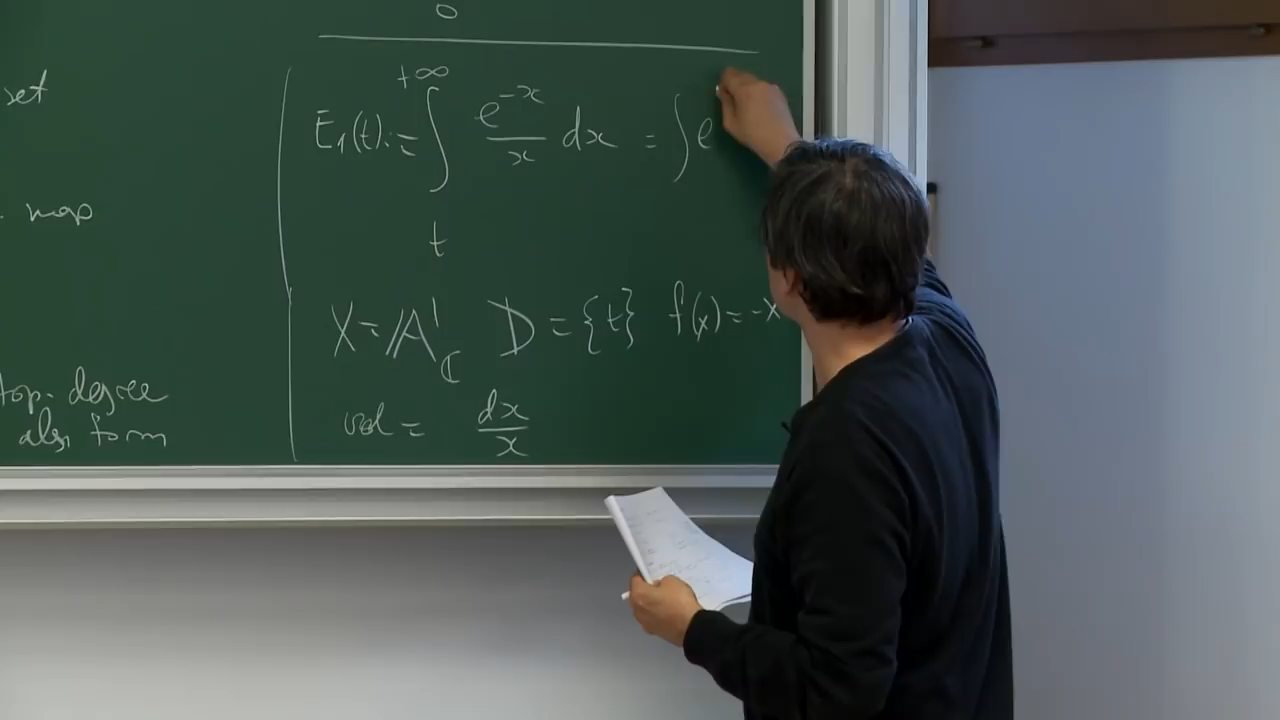 0
set
. map
top. degree
alg. form
+∞
E₁(t) := ∫ e^{-x}/x dx = ∫ e
t
X = 𝔸¹_ℂ D = {t} f(x) = -x
vol = dx/x